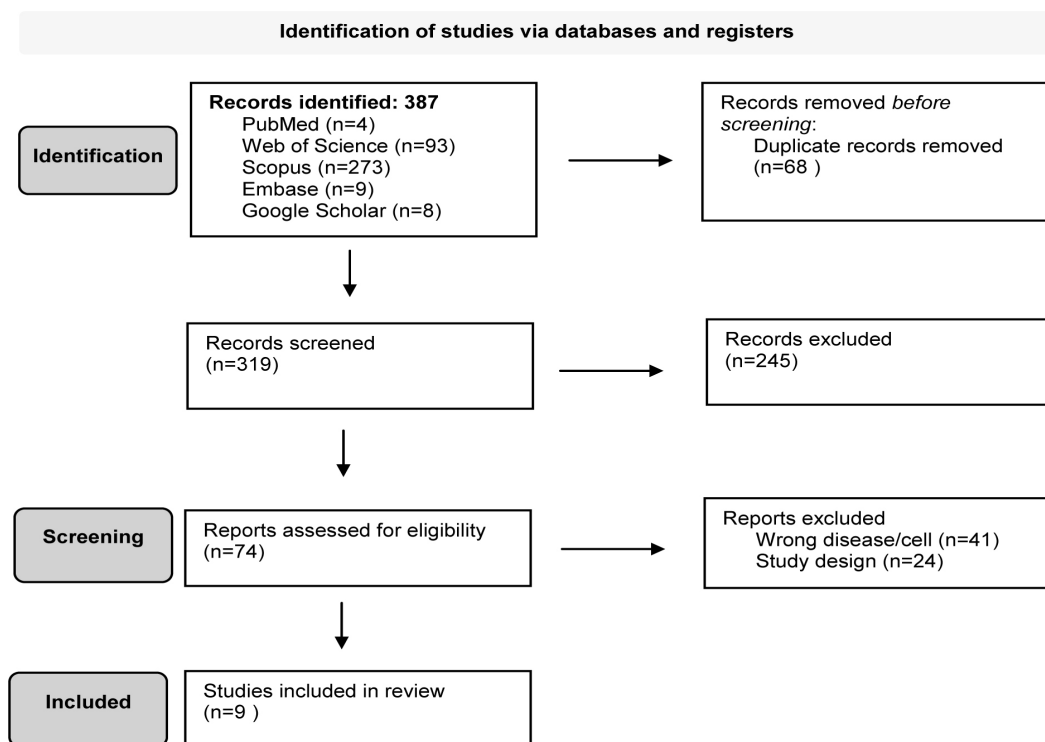 Identification of studies via databases and registers
Identification
Records identified: 387
PubMed (n=4)
Web of Science (n=93)
Scopus (n=273)
Embase (n=9)
Google Scholar (n=8)
Records removed before
screening:
Duplicate records removed
(n=68 )
Records screened
(n=319)
Records excluded
(n=245)
Screening
Reports assessed for eligibility
(n=74)
Reports excluded
Wrong disease/cell (n=41)
Study design (n=24)
Included
Studies included in review
(n=9 )